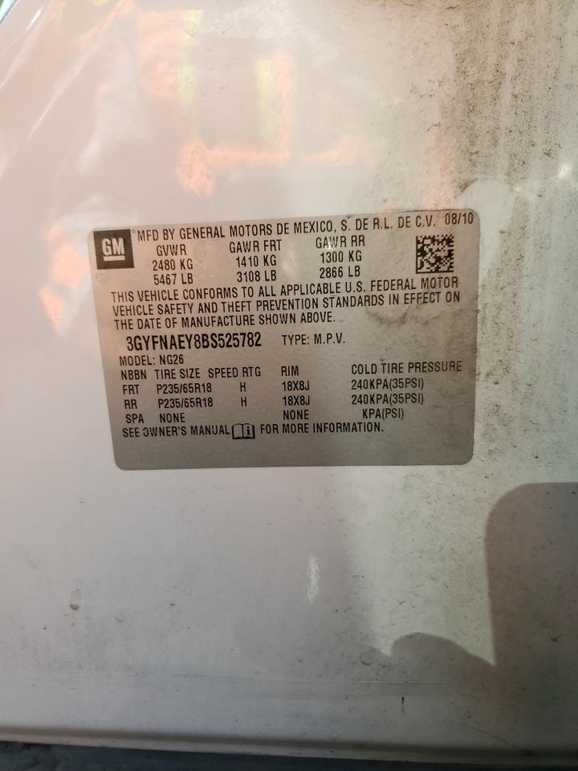 GM
MFD BY GENERAL MOTORS DE MEXICO, S. DE R.L. DE C.V. 08/10
GVWR GAWR FRT GAWR RR
2480 KG 1410 KG 1300 KG
5467 LB 3108 LB 2866 LB
THIS VEHICLE CONFORMS TO ALL APPLICABLE U.S. FEDERAL MOTOR
VEHICLE SAFETY AND THEFT PREVENTION STANDARDS IN EFFECT ON
THE DATE OF MANUFACTURE SHOWN ABOVE.
3GYFNAEY8BS525782 TYPE: M.P.V.
MODEL: NG26
NBBN TIRE SIZE SPEED RTG RIM COLD TIRE PRESSURE
FRT P235/65R18 H 18X8J 240KPA(35PSI)
RR P235/65R18 H 18X8J 240KPA(35PSI)
SPA NONE NONE KPA(PSI)
SEE OWNER'S MANUAL i FOR MORE INFORMATION.